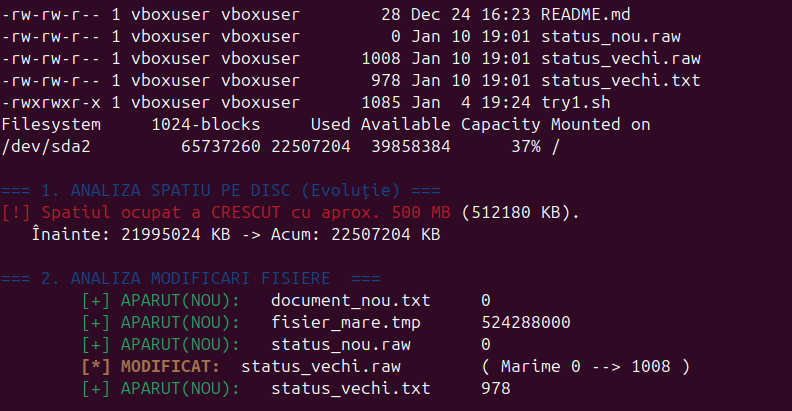 -rw-rw-r-- 1 vboxuser vboxuser 28 Dec 24 16:23 README.md
-rw-rw-r-- 1 vboxuser vboxuser 0 Jan 10 19:01 status_nou.raw
-rw-rw-r-- 1 vboxuser vboxuser 1008 Jan 10 19:01 status_vechi.raw
-rw-rw-r-- 1 vboxuser vboxuser 978 Jan 10 19:01 status_vechi.txt
-rwxrwxr-x 1 vboxuser vboxuser 1085 Jan 4 19:24 try1.sh
Filesystem 1024-blocks Used Available Capacity Mounted on
/dev/sda2 65737260 22507204 39858384 37% /
=== 1. ANALIZA SPATIU PE DISC (Evoluție) ===
[!] Spatiul ocupat a CRESCUT cu aprox. 500 MB (512180 KB).
Înainte: 21995024 KB -> Acum: 22507204 KB
=== 2. ANALIZA MODIFICARI FISIERE ===
[+] APARUT(NOU): document_nou.txt 0
[+] APARUT(NOU): fisier_mare.tmp 524288000
[+] APARUT(NOU): status_nou.raw 0
[*] MODIFICAT: status_vechi.raw ( Marime 0 --> 1008 )
[+] APARUT(NOU): status_vechi.txt 978